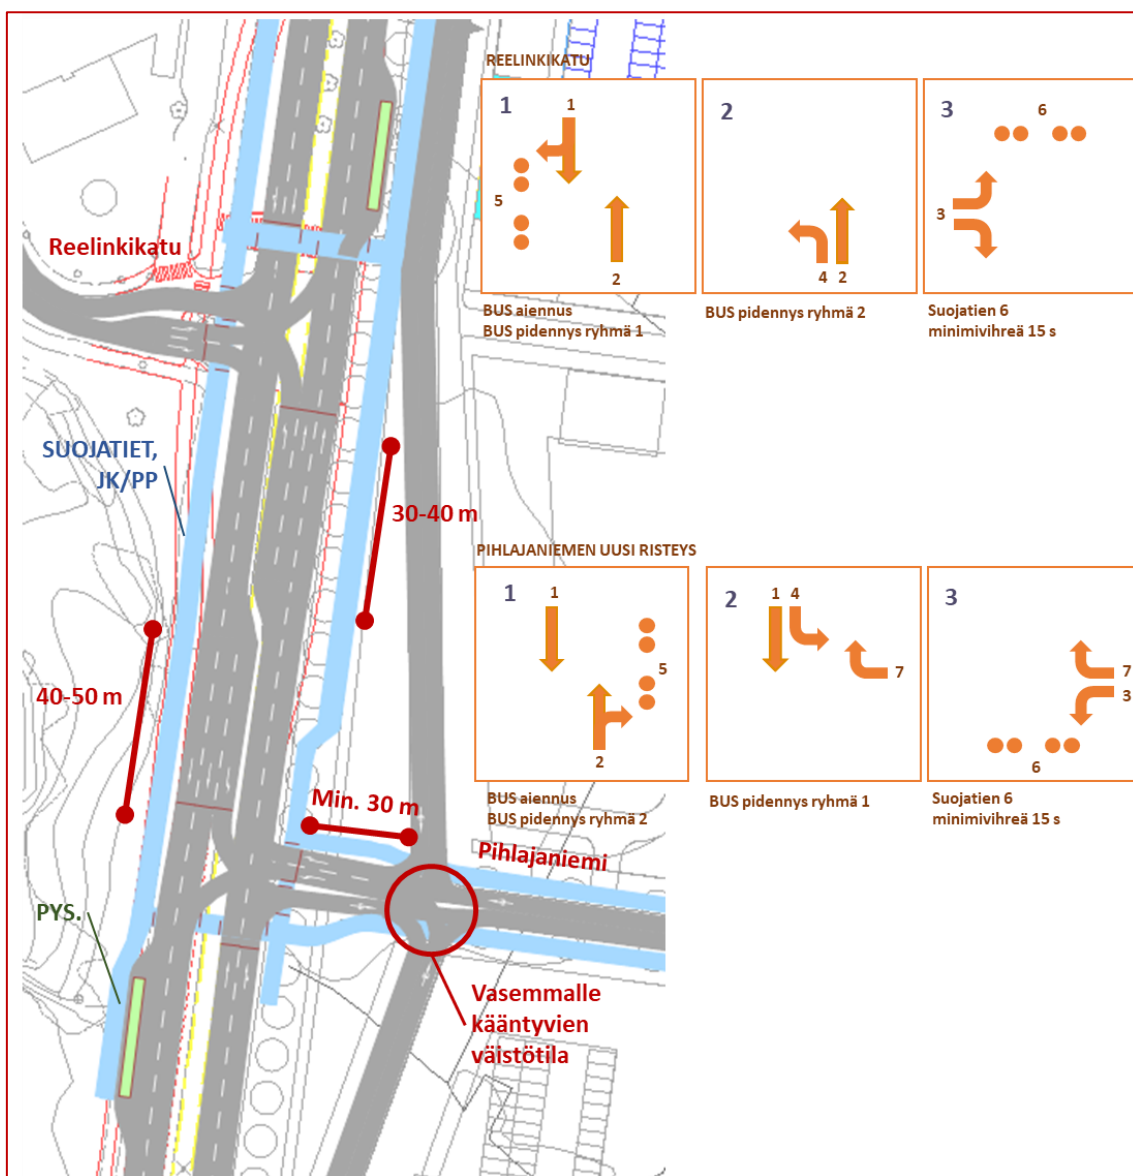 REELINKIKATU
1
1
5
2
2
4
2
3
6
3
BUS aiennus
BUS pidennys ryhmä 1
BUS pidennys ryhmä 2
Suojatien 6
minimivihreä 15 s
Reelinkikatu
SUOJATIET,
JK/PP
30-40 m
40-50 m
PIHLAJANIEMEN UUSI RISTEYS
1
1
5
2
2
1
4
7
3
7
3
6
BUS aiennus
BUS pidennys ryhmä 2
BUS pidennys ryhmä 1
Suojatien 6
minimivihreä 15 s
Min. 30 m
Pihlajaniemi
PYS.
Vasemmalle
kääntyvien
väistötila